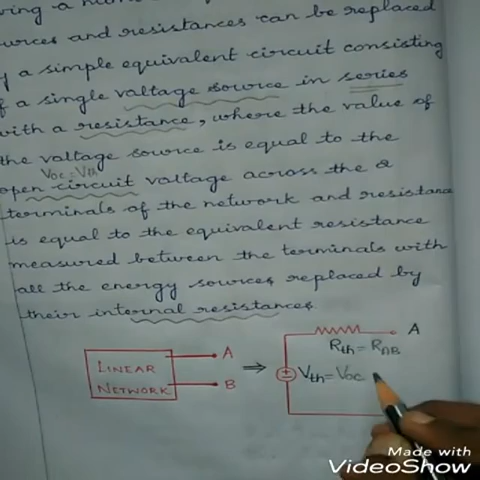 can be replaced
and resistances
a simple equivalent circuit consisting
a single voltage source in series
with a resistance, where the value of
the voltage source is equal to the
Voc=Vth
open circuit voltage across the 2
terminals of the network and resistance
is equal to the equivalent resistance
measured between the terminals with
all the energy sources replaced by
their internal resistances
LINEAR
NETWORK
A
B
⇒
A
Rth = RAB
Vth = Voc
Made with
VideoShow